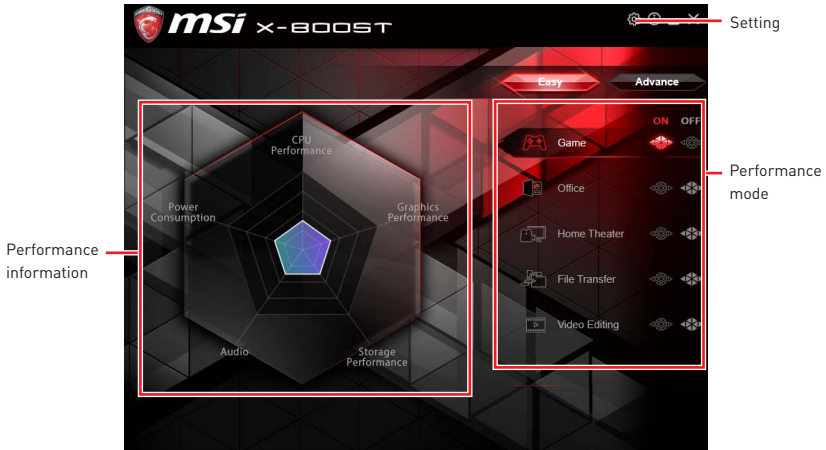 msi X-BOOST
Setting
Easy
Advance
ON OFF
Game
Office
Home Theater
File Transfer
Video Editing
Performance
mode
CPU
Performance
Power
Consumption
Graphics
Performance
Audio
Storage
Performance
Performance
information